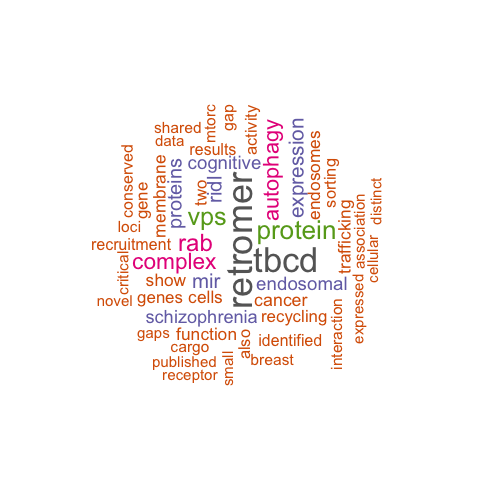 shared
mtorc
gap
activity
data
results
autophagy
expression
endosomes
conserved
gene
membrane
proteins
cognitive
two
ridl
sorting
vps
retromer
protein
distinct
loci
recruitment
rab
tbcd
trafficking
association
critical
complex
cellular
show
mir
endosomal
novel
genes
cells
cancer
expressed
schizophrenia
recycling
interaction
gaps
function
also
identified
cargo
published
small
breast
receptor